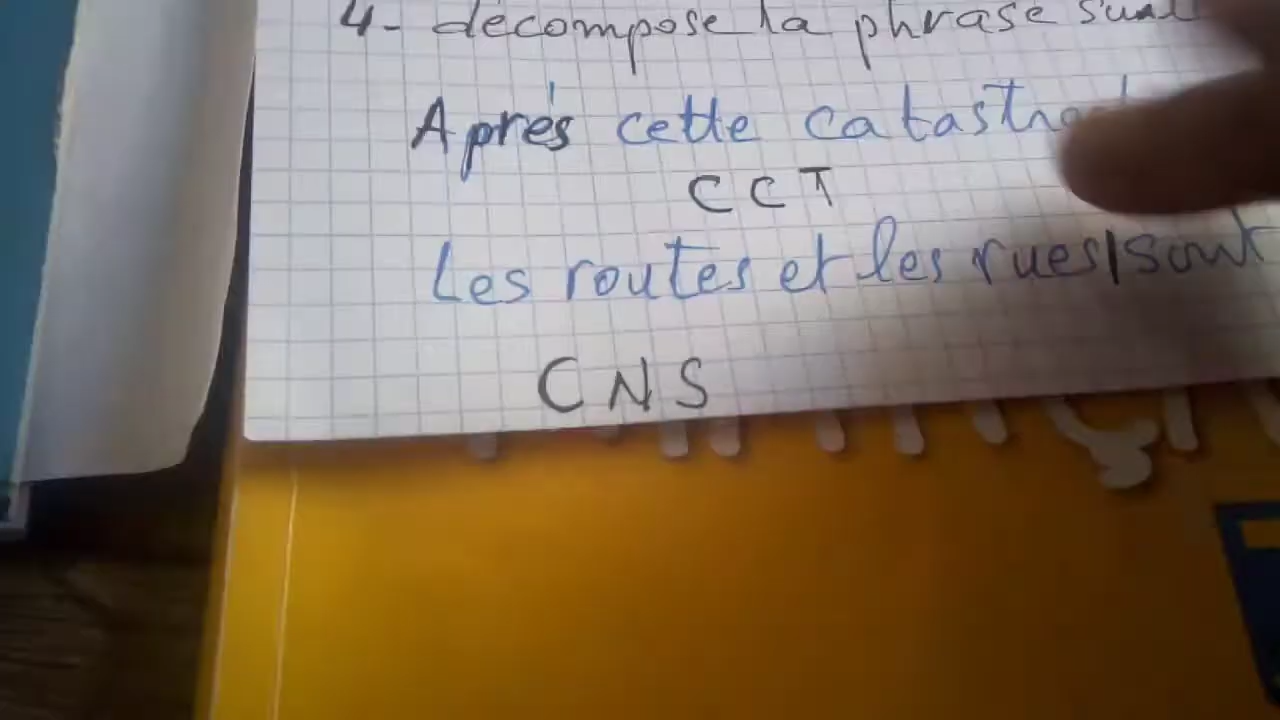 4- décompose la phrase
Après cette
CCT
Les routes et les rues/sont
CNS